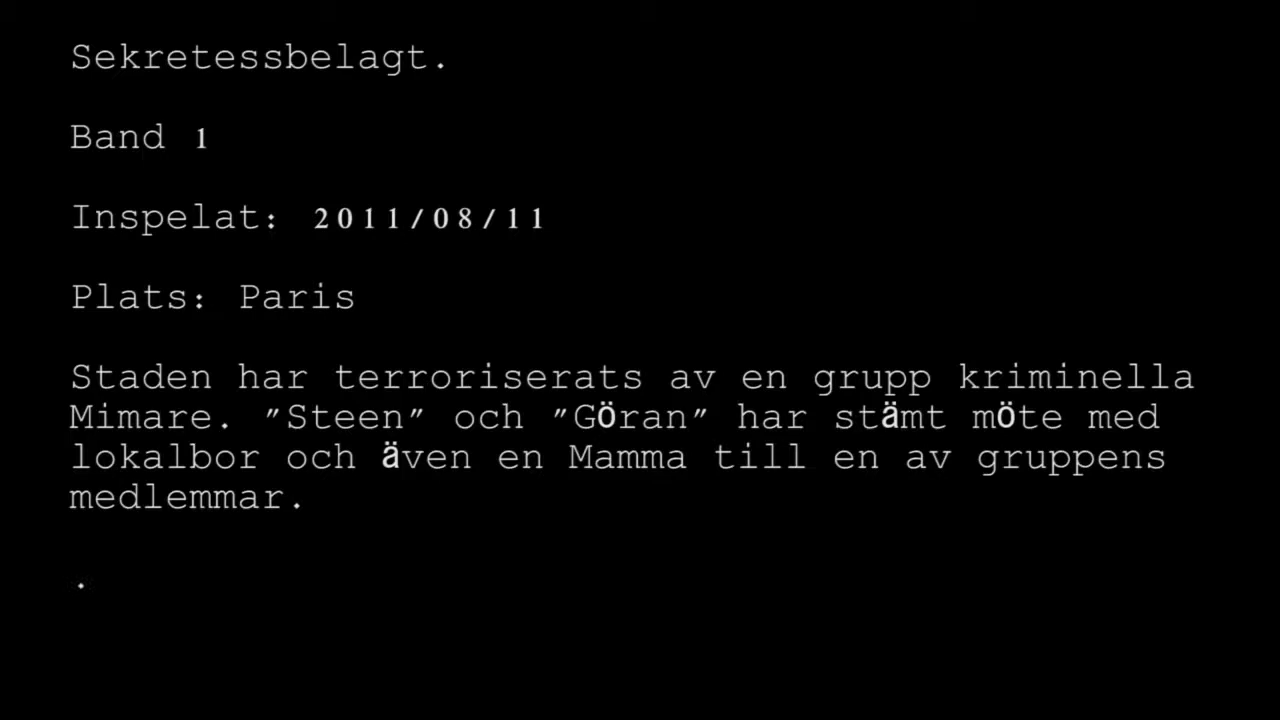 Sekretessbelagt.
Band 1
Inspelat: 2011/08/11
Plats: Paris
Staden har terroriserats av en grupp kriminella
Mimare. "Steen" och "Göran" har stämt möte med
lokalbor och även en Mamma till en av gruppens
medlemmar.
.